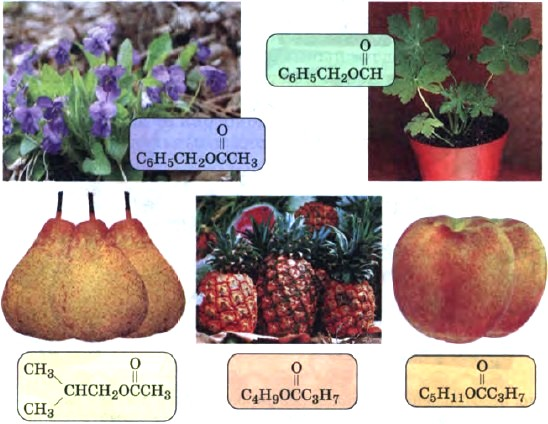 O
C₆H₅CH₂OCH
O
C₆H₅CH₂OCCH₃
CH₃
O
CHCH₂OCCH₃
CH₃
O
C₄H₉OCC₃H₇
O
C₅H₁₁OCC₃H₇